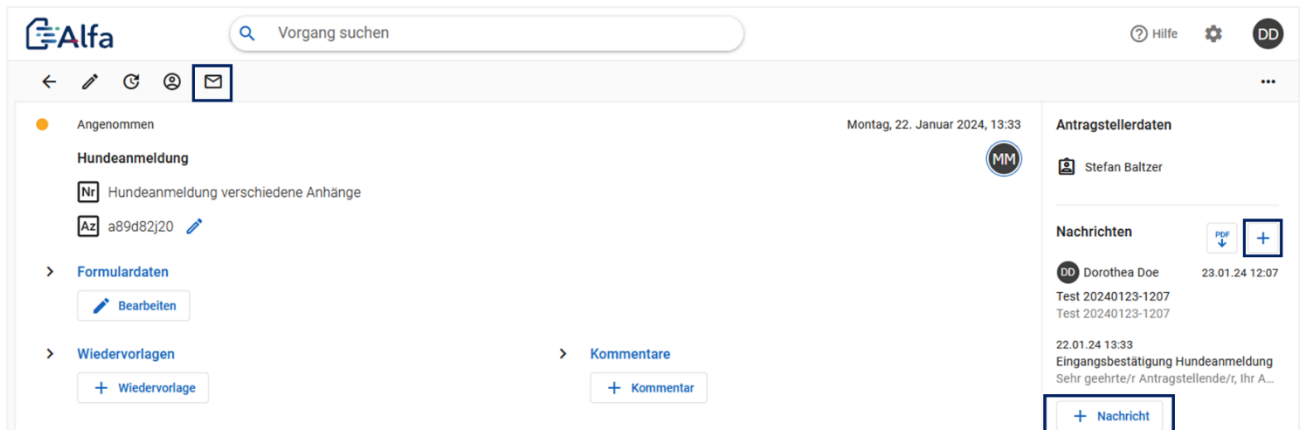 Alfa
Vorgang suchen
Hilfe
DD
Angenommen
Montag, 22. Januar 2024, 13:33
Hundeanmeldung
MM
Nr Hundeanmeldung verschiedene Anhänge
Az a89d82j20
Formulardaten
Bearbeiten
Wiedervorlagen
+ Wiedervorlage
Kommentare
+ Kommentar
Antragstellerdaten
Stefan Baltzer
Nachrichten
PDF
+
DD Dorothea Doe 23.01.24 12:07
Test 20240123-1207
Test 20240123-1207
22.01.24 13:33
Eingangsbestätigung Hundeanmeldung
Sehr geehrte/r Antragstellende/r, Ihr A...
+ Nachricht